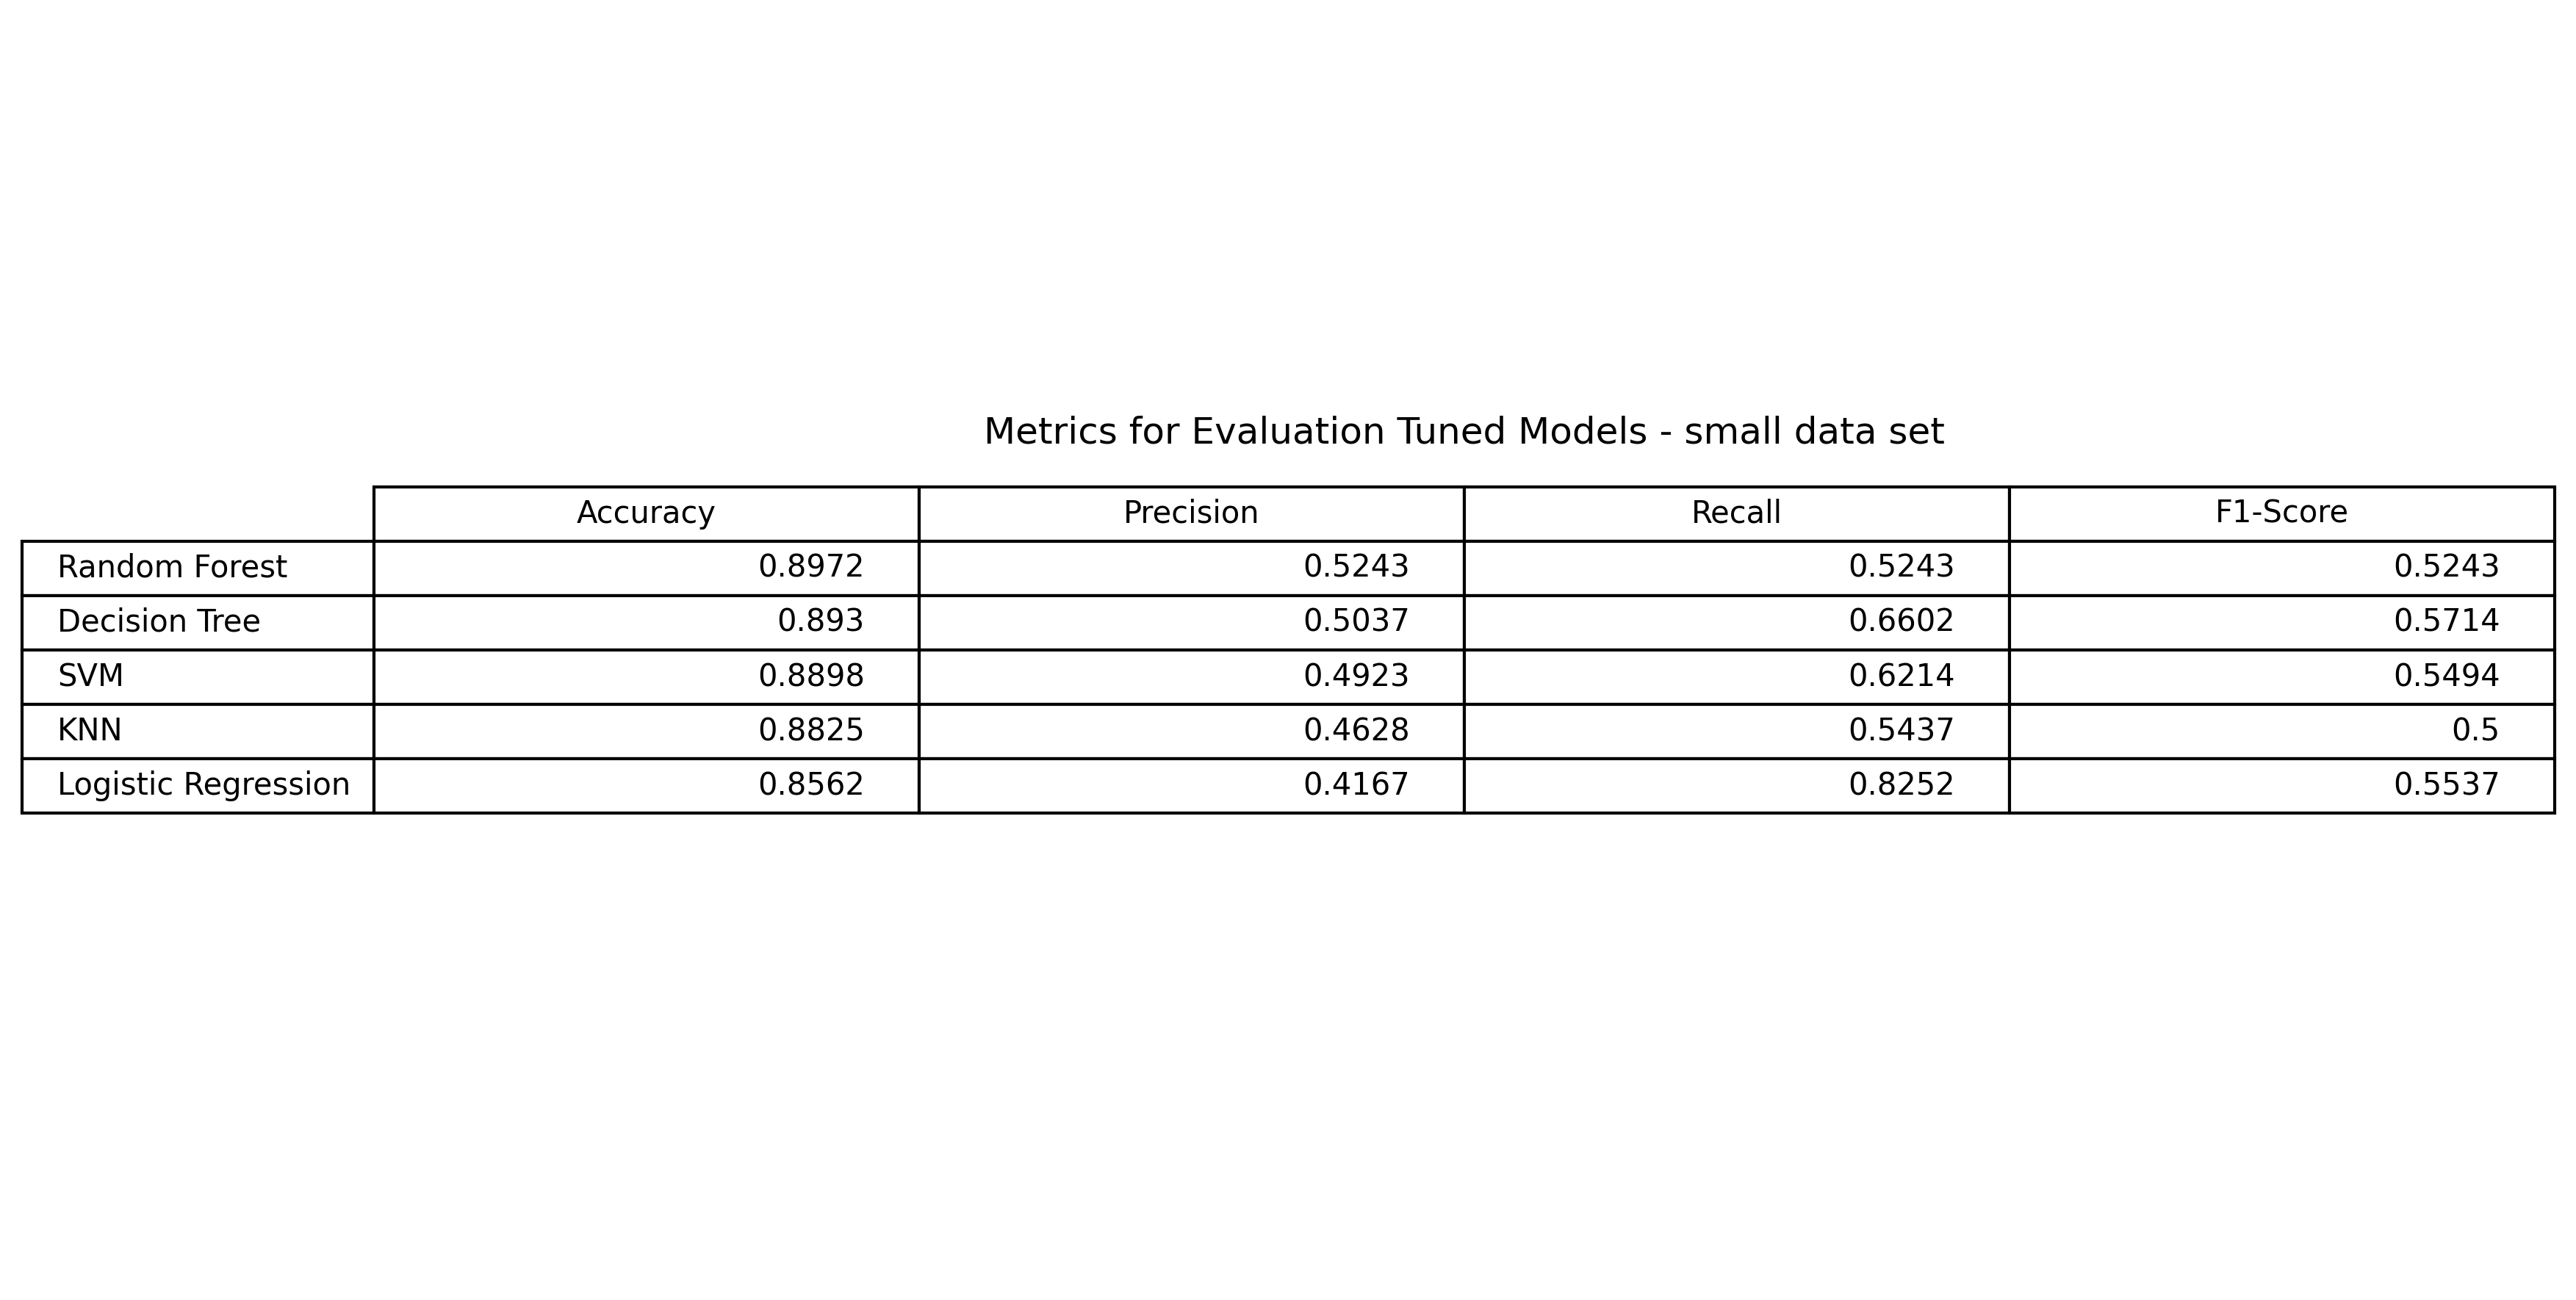 Metrics for Evaluation Tuned Models - small data set
Accuracy Precision Recall F1-Score
Random Forest 0.8972 0.5243 0.5243 0.5243
Decision Tree 0.893 0.5037 0.6602 0.5714
SVM 0.8898 0.4923 0.6214 0.5494
KNN 0.8825 0.4628 0.5437 0.5
Logistic Regression 0.8562 0.4167 0.8252 0.5537